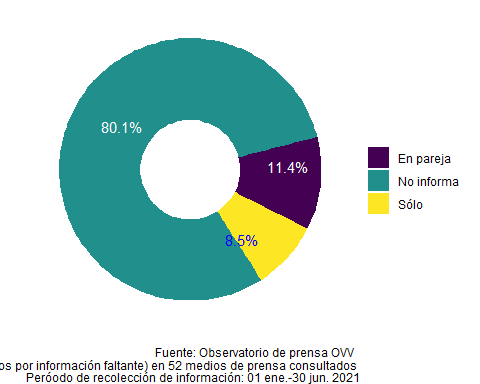 80.1%
11.4%
8.5%
En pareja
No informa
Sólo
Fuente: Observatorio de prensa OVV
por información faltante) en 52 medios de prensa consultados
Peróodo de recolección de información: 01 ene.-30 jun. 2021